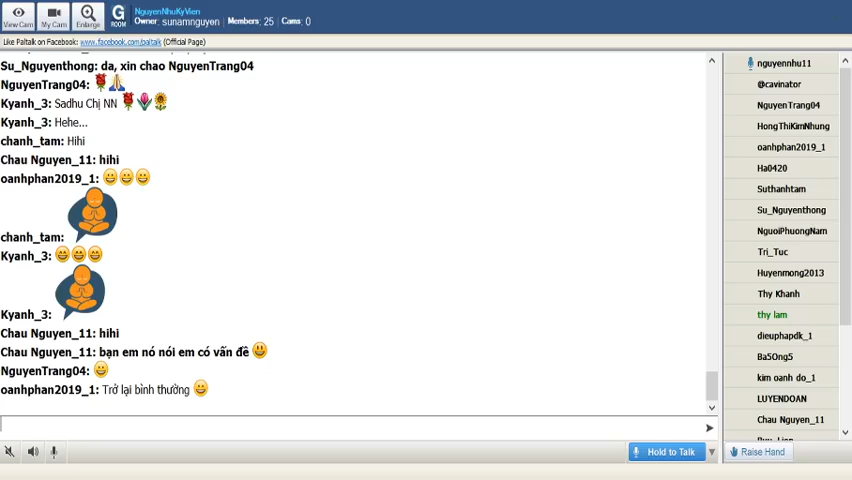 NguyenNhuKyVien
Owner: sunamnguyen Members: 25 Cams: 0
View Cam My Cam Enlarge G ROOM
Like Paltalk on Facebook: www.facebook.com/paltalk (Official Page)
Su_Nguyenthong: da, xin chao NguyenTrang04
NguyenTrang04:
Kyanh_3: Sadhu Chị NN
Kyanh_3: Hehe...
chanh_tam: Hihi
Chau Nguyen_11: hihi
oanhphan2019_1:
chanh_tam:
Kyanh_3:
Kyanh_3:
Chau Nguyen_11: hihi
Chau Nguyen_11: bạn em nó nói em có vấn đề
NguyenTrang04:
oanhphan2019_1: Trở lại bình thường
nguyennhu11
@cavinator
NguyenTrang04
HongThiKimNhung
oanhphan2019_1
Ha0420
Suthanhtam
Su_Nguyenthong
NguoiPhuongNam
Tri_Tuc
Huyenmong2013
Thy Khanh
thy lam
dieuphapdk_1
Ba5Ong5
kim oanh do_1
LUYENDOAN
Chau Nguyen_11
Hold to Talk
Raise Hand